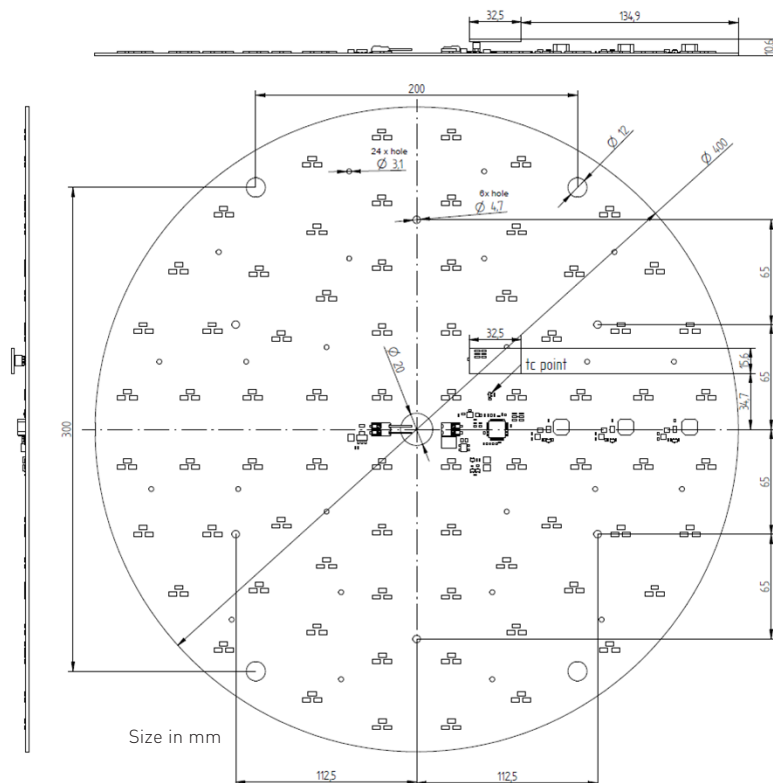 32,5
134,9
10,6
200
24 x hole
Ø 3,1
6x hole
Ø 4,7
Ø 12
Ø 400
65
65
65
65
32,5
15,6
34,7
tc point
Ø 20
300
Size in mm
112,5
112,5